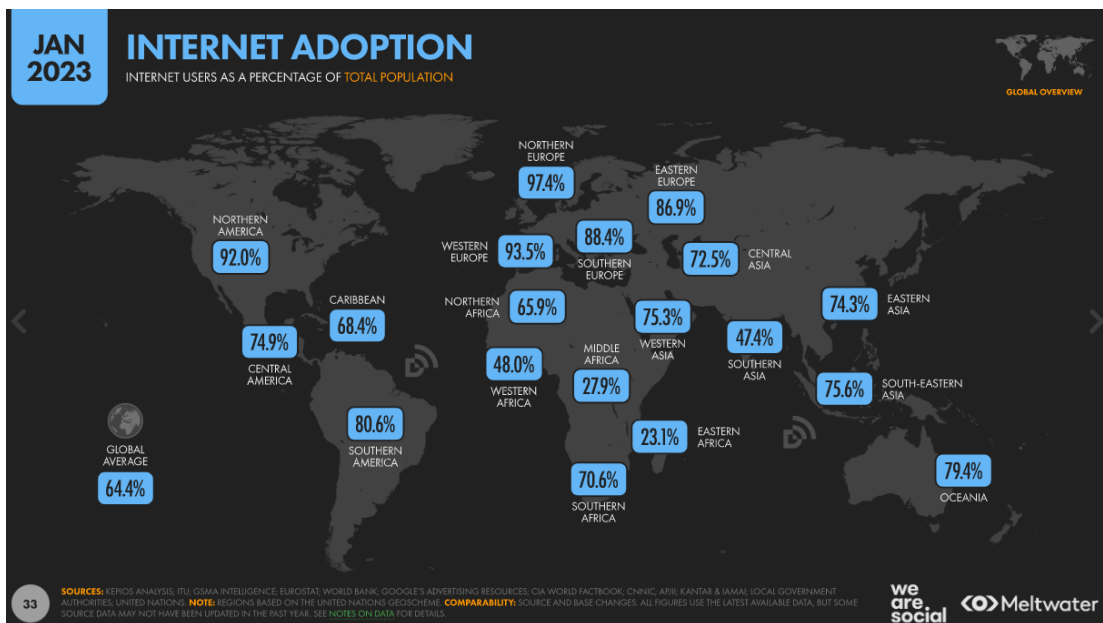 JAN
2023
INTERNET ADOPTION
INTERNET USERS AS A PERCENTAGE OF TOTAL POPULATION
GLOBAL OVERVIEW
NORTHERN
EUROPE
97.4%
EASTERN
EUROPE
86.9%
NORTHERN
AMERICA
92.0%
WESTERN
EUROPE
93.5%
88.4%
SOUTHERN
EUROPE
72.5%
CENTRAL
ASIA
CARIBBEAN
68.4%
NORTHERN
AFRICA
65.9%
75.3%
WESTERN
ASIA
74.3%
EASTERN
ASIA
74.9%
CENTRAL
AMERICA
48.0%
WESTERN
AFRICA
MIDDLE
AFRICA
27.9%
47.4%
SOUTHERN
ASIA
75.6%
SOUTH-EASTERN
ASIA
80.6%
SOUTHERN
AMERICA
23.1%
EASTERN
AFRICA
GLOBAL
AVERAGE
64.4%
70.6%
SOUTHERN
AFRICA
79.4%
OCEANIA
33
SOURCES: KEPIOS ANALYSIS; ITU; GSMA INTELLIGENCE; EUROSTAT; WORLD BANK; GOOGLE'S ADVERTISING RESOURCES; CIA WORLD FACTBOOK; CNNIC; APJII; KANTAR & IAMAI; LOCAL GOVERNMENT
AUTHORITIES; UNITED NATIONS. NOTE: REGIONS BASED ON THE UNITED NATIONS GEOSCHEME. COMPARABILITY: SOURCE AND BASE CHANGES. ALL FIGURES USE THE LATEST AVAILABLE DATA, BUT SOME
SOURCE DATA MAY NOT HAVE BEEN UPDATED IN THE PAST YEAR. SEE NOTES ON DATA FOR DETAILS.
we
are.
social
Meltwater